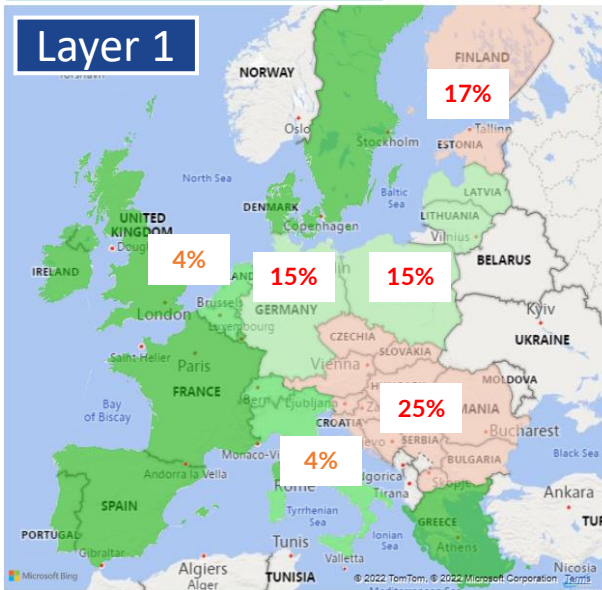 Layer 1
NORWAY
FINLAND
17%
Oslo
Tallinn
Stockholm
ESTONIA
North Sea
Baltic
Sea
LATVIA
DENMARK
LITHUANIA
Copenhagen
UNITED
KINGDOM
Vilnius
BELARUS
IRELAND
4%
15%
15%
GERMANY
London
Brussels
Luxembourg
Kyiv
UKRAINE
CZECHIA
SLOVAKIA
Saint Helier
Paris
Vienna
FRANCE
MOLDOVA
Bay
of Biscay
Bern
Ljubljana
CROATIA
25%
Bucharest
SERBIA
Black Sea
Andorra la Vella
4%
BULGARIA
Skopje
Rome
Tirana
Ankara
SPAIN
Tyrrhenian
Sea
GREECE
PORTUGAL
Ionian
Sea
Athens
Gibraltar
Tunis
Valletta
Nicosia
Algiers
Alger
TUNISIA
Microsoft Bing
© 2022 TomTom, © 2022 Microsoft Corporation Terms